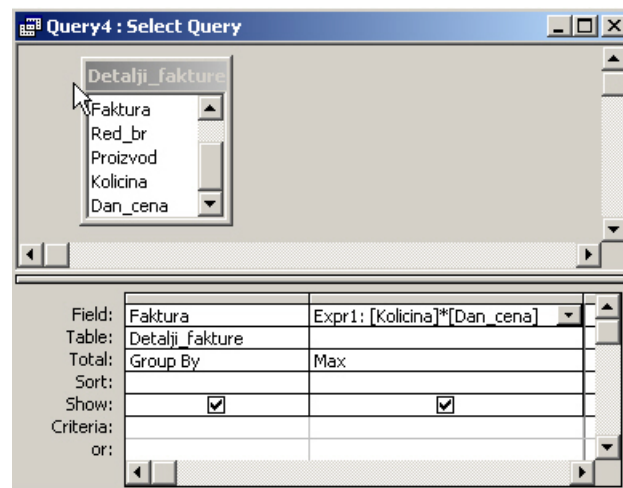 Query4 : Select Query
Detalji_fakture
Faktura
Red_br
Proizvod
Kolicina
Dan_cena
Field: Faktura Expr1: [Kolicina]*[Dan_cena]
Table: Detalji_fakture
Total: Group By Max
Sort:
Show:
Criteria:
or: